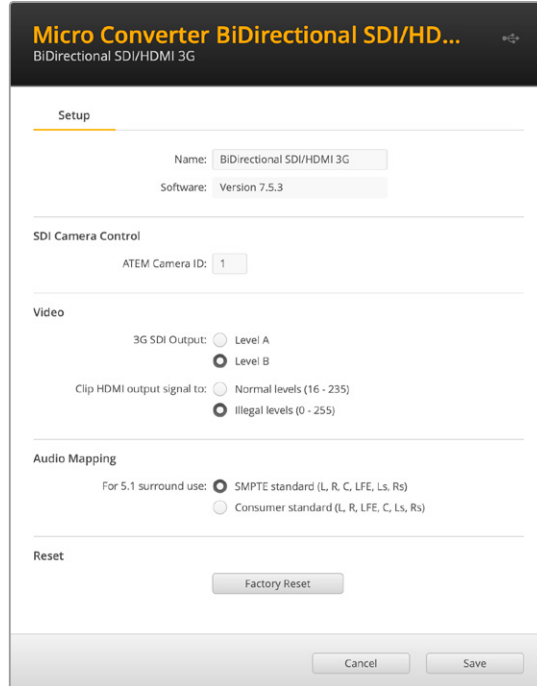 Micro Converter BiDirectional SDI/HD...
BiDirectional SDI/HDMI 3G
Setup
Name: BiDirectional SDI/HDMI 3G
Software: Version 7.5.3
SDI Camera Control
ATEM Camera ID: 1
Video
3G SDI Output: Level A
Level B
Clip HDMI output signal to: Normal levels (16 - 235)
Illegal levels (0 - 255)
Audio Mapping
For 5.1 surround use: SMPTE standard (L, R, C, LFE, Ls, Rs)
Consumer standard (L, R, LFE, C, Ls, Rs)
Reset
Factory Reset
Cancel Save